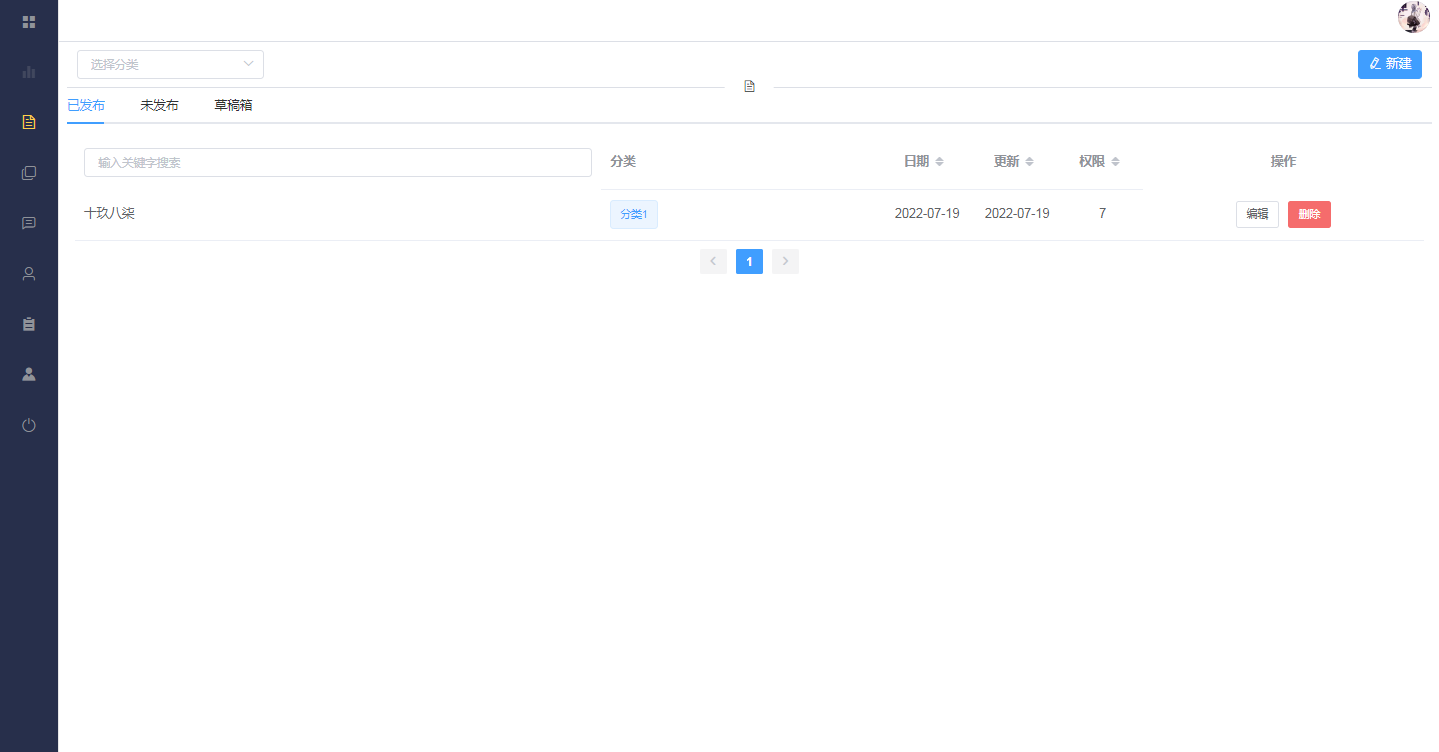 选择分类
新建
已发布 未发布 草稿箱
输入关键字搜索 分类 日期 更新 权限 操作
十玖八柒 分类1 2022-07-19 2022-07-19 7 编辑 删除
1